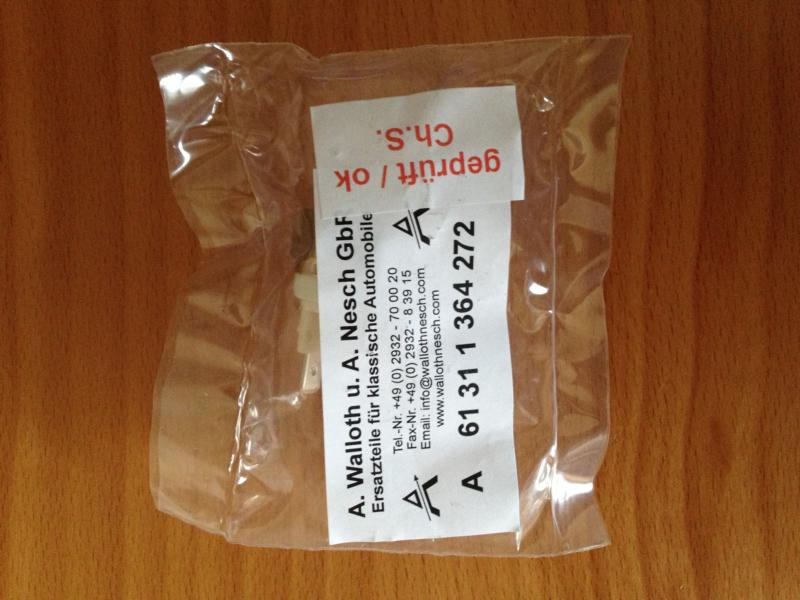 geprüft / ok
Ch.S.
A. Walloth u. A. Nesch GbR
Ersatzteile für klassische Automobile
Tel.-Nr. +49 (0) 2932 - 70 00 20
Fax-Nr. +49 (0) 2932 - 8 39 15
Email: info@wallothnesch.com
www.wallothnesch.com
A 61 31 1 364 272